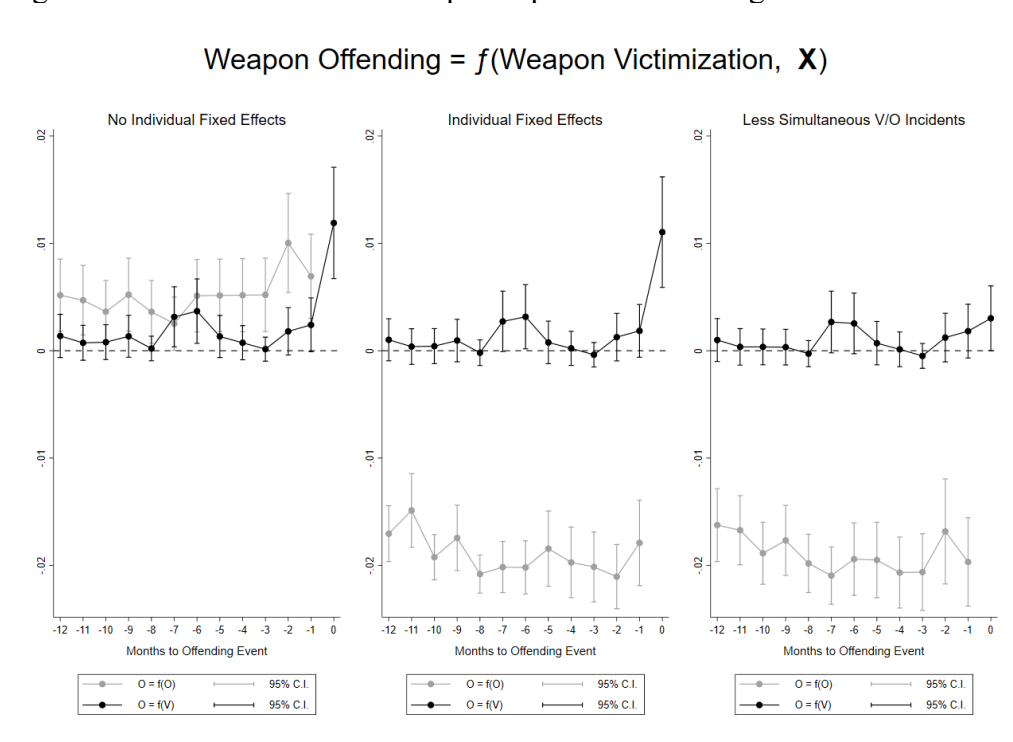 Weapon Offending = f(Weapon Victimization, X)
No Individual Fixed Effects
.02
.01
0
-.01
-.02
-12 -11 -10 -9 -8 -7 -6 -5 -4 -3 -2 -1 0
Months to Offending Event
O = f(O) 95% C.I.
O = f(V) 95% C.I.
Individual Fixed Effects
.02
.01
0
-.01
-.02
-12 -11 -10 -9 -8 -7 -6 -5 -4 -3 -2 -1 0
Months to Offending Event
O = f(O) 95% C.I.
O = f(V) 95% C.I.
Less Simultaneous V/O Incidents
.02
.01
0
-.01
-.02
-12 -11 -10 -9 -8 -7 -6 -5 -4 -3 -2 -1 0
Months to Offending Event
O = f(O) 95% C.I.
O = f(V) 95% C.I.